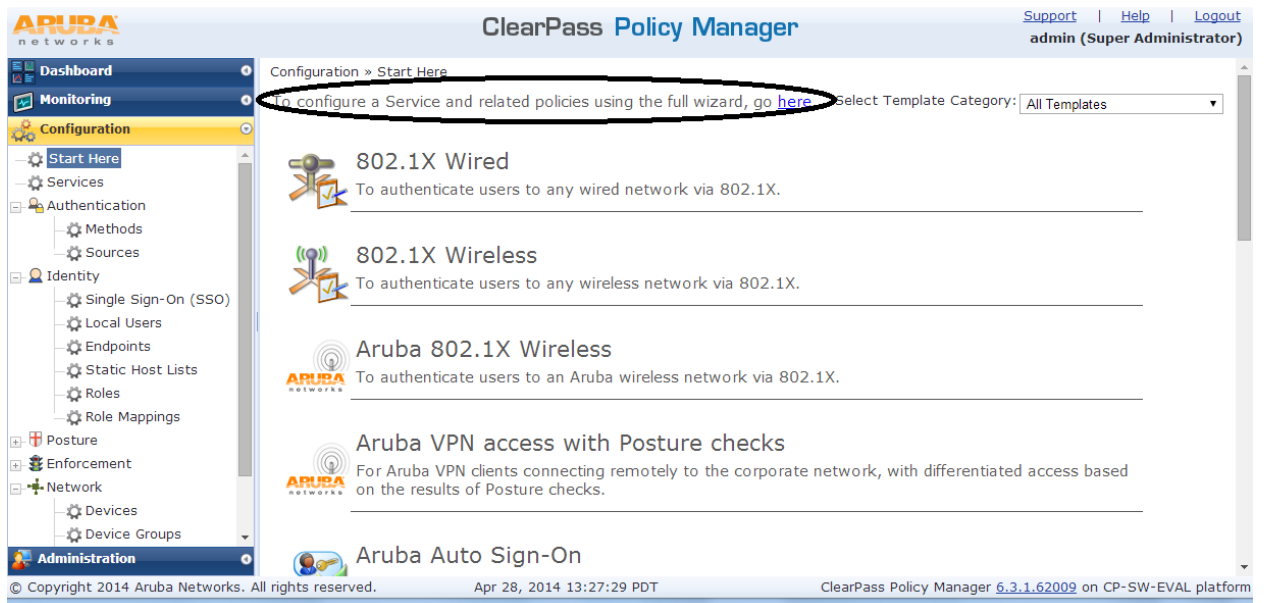 ARUBA
networks
ClearPass Policy Manager
Support | Help | Logout
admin (Super Administrator)
Dashboard
Monitoring
Configuration
Start Here
Services
Authentication
Methods
Sources
Identity
Single Sign-On (SSO)
Local Users
Endpoints
Static Host Lists
Roles
Role Mappings
Posture
Enforcement
Network
Devices
Device Groups
Administration
Configuration » Start Here
To configure a Service and related policies using the full wizard, go here
Select Template Category: All Templates
802.1X Wired
To authenticate users to any wired network via 802.1X.
802.1X Wireless
To authenticate users to any wireless network via 802.1X.
ARUBA
networks
Aruba 802.1X Wireless
To authenticate users to an Aruba wireless network via 802.1X.
ARUBA
networks
Aruba VPN access with Posture checks
For Aruba VPN clients connecting remotely to the corporate network, with differentiated access based
on the results of Posture checks.
Aruba Auto Sign-On
© Copyright 2014 Aruba Networks. All rights reserved.
Apr 28, 2014 13:27:29 PDT
ClearPass Policy Manager 6.3.1.62009 on CP-SW-EVAL platform